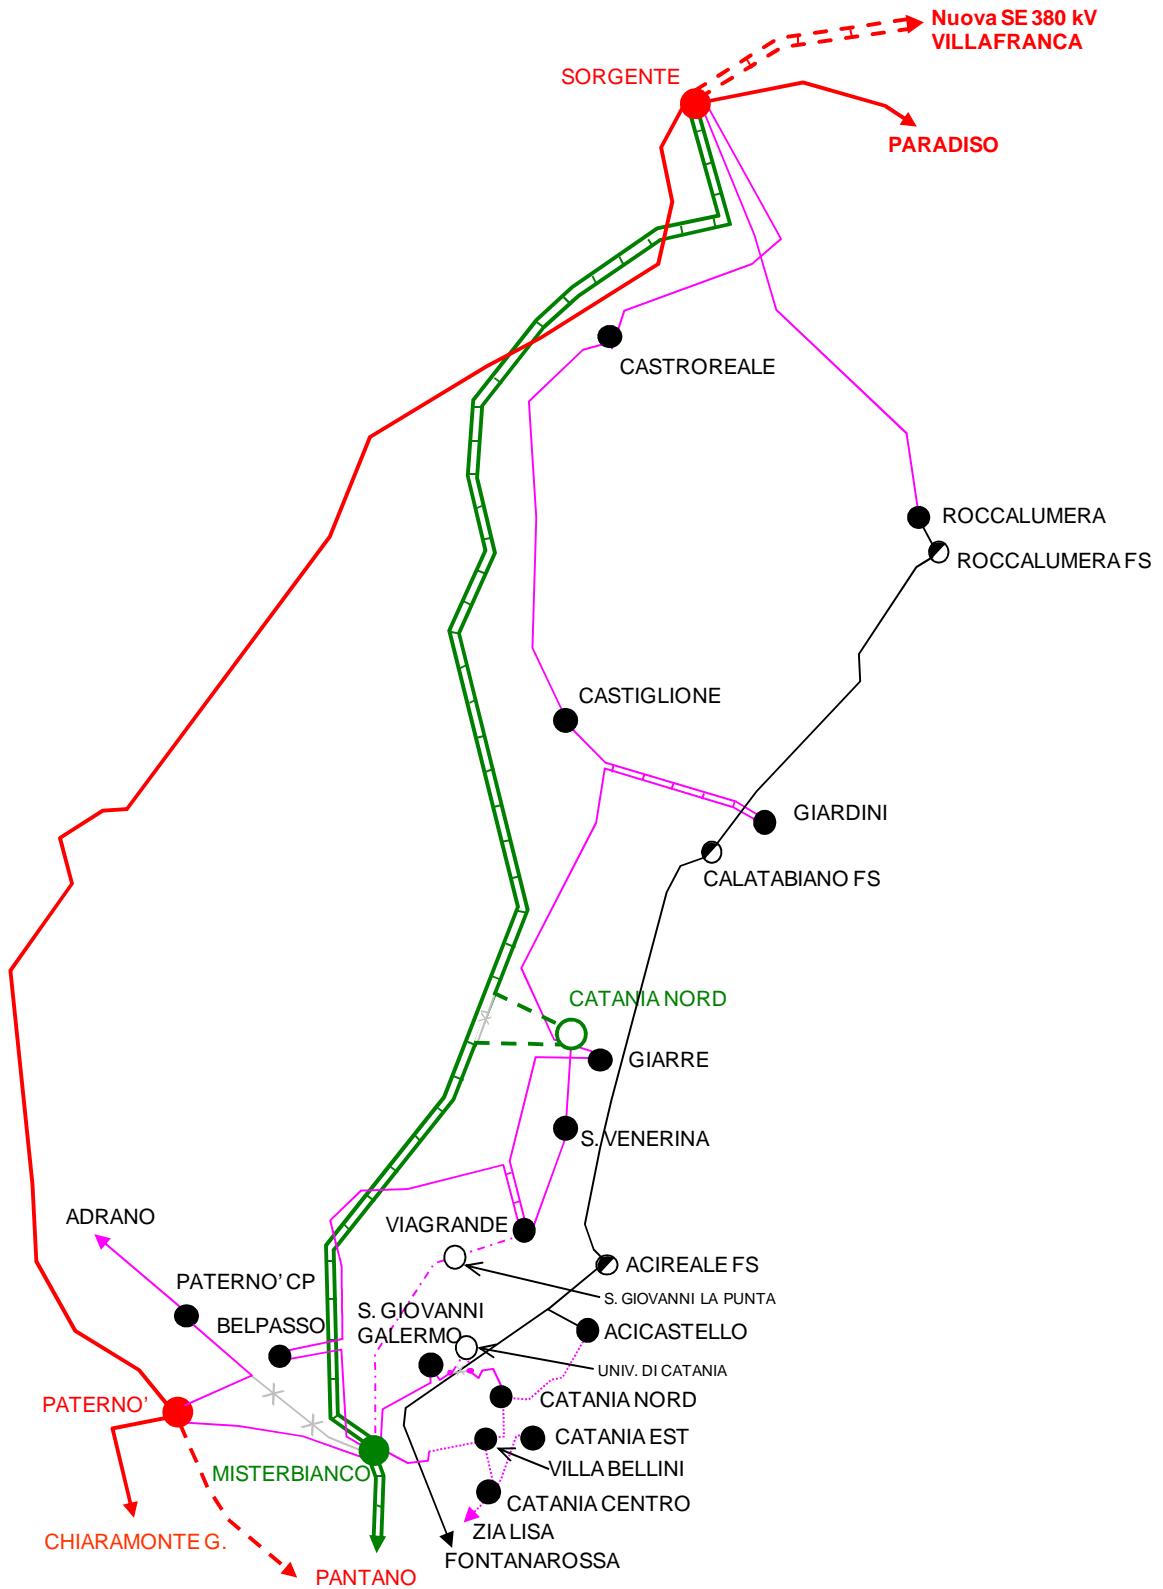 Nuova SE 380 kV
VILLAFRANCA
SORGENTE
PARADISO
CASTROREALE
ROCCALUMERA
ROCCALUMERA FS
CASTIGLIONE
GIARDINI
CALATABIANO FS
CATANIA NORD
GIARRE
S. VENERINA
ADRANO
VIAGRANDE
ACIREALE FS
PATERNO' CP
S. GIOVANNI LA PUNTA
BELPASSO
S. GIOVANNI
GALERMO
ACICASTELLO
UNIV. DI CATANIA
PATERNO'
CATANIA NORD
CATANIA EST
VILLA BELLINI
MISTERBIANCO
CATANIA CENTRO
ZIA LISA
CHIARAMONTE G.
FONTANAROSSA
PANTANO